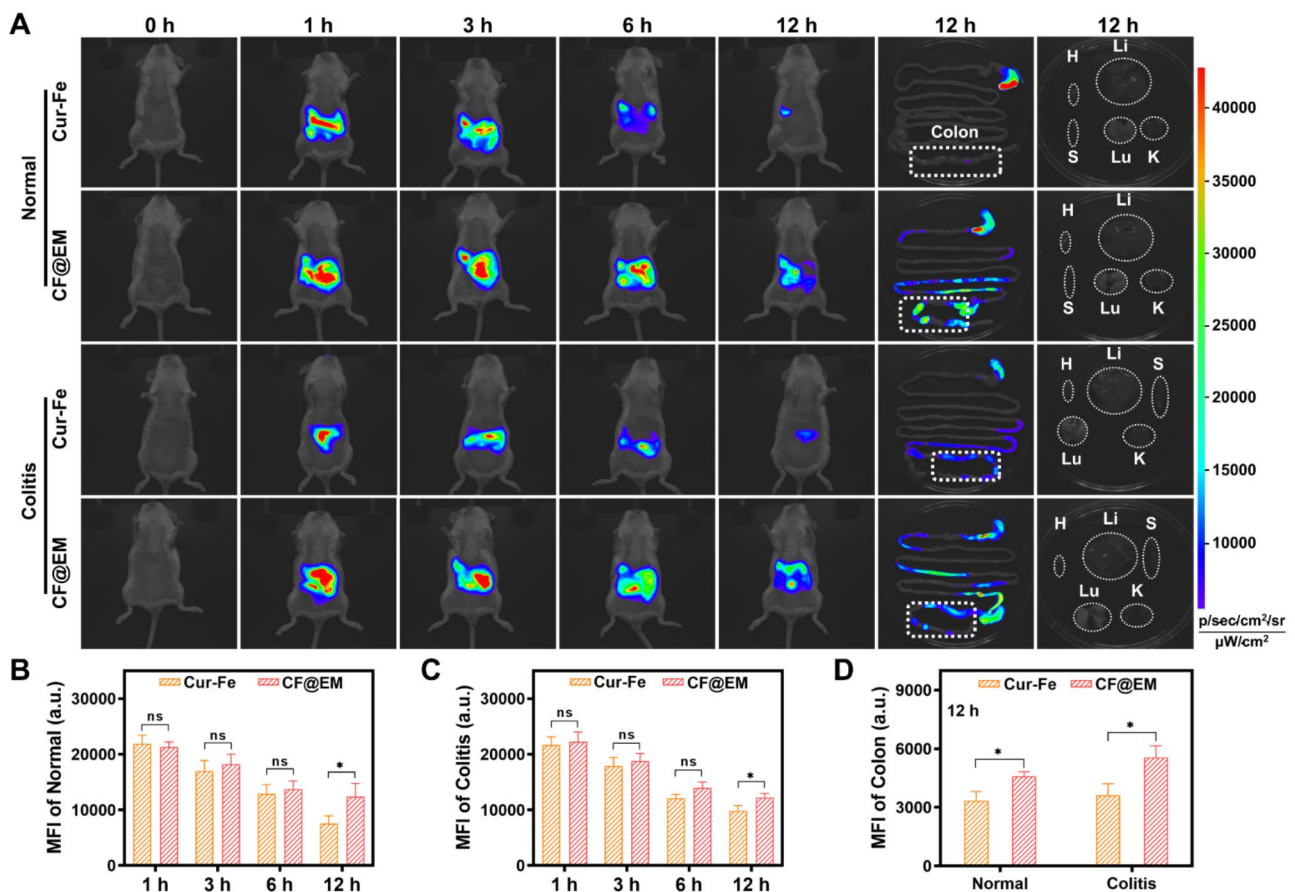 A
0 h 1 h 3 h 6 h 12 h 12 h 12 h
Normal
Cur-Fe
Colon
H Li
S Lu K
CF@EM
H Li
S Lu K
Colitis
Cur-Fe
H Li S
Lu K
CF@EM
H Li S
Lu K
40000
35000
30000
25000
20000
15000
10000
p/sec/cm²/sr
µW/cm²
B
Cur-Fe CF@EM
MFI of Normal (a.u.)
30000
20000
10000
0
ns ns ns *
1 h 3 h 6 h 12 h
C
Cur-Fe CF@EM
MFI of Colitis (a.u.)
30000
20000
10000
0
ns ns ns *
1 h 3 h 6 h 12 h
D
Cur-Fe CF@EM
MFI of Colon (a.u.)
9000
6000
3000
0
12 h
* *
Normal Colitis